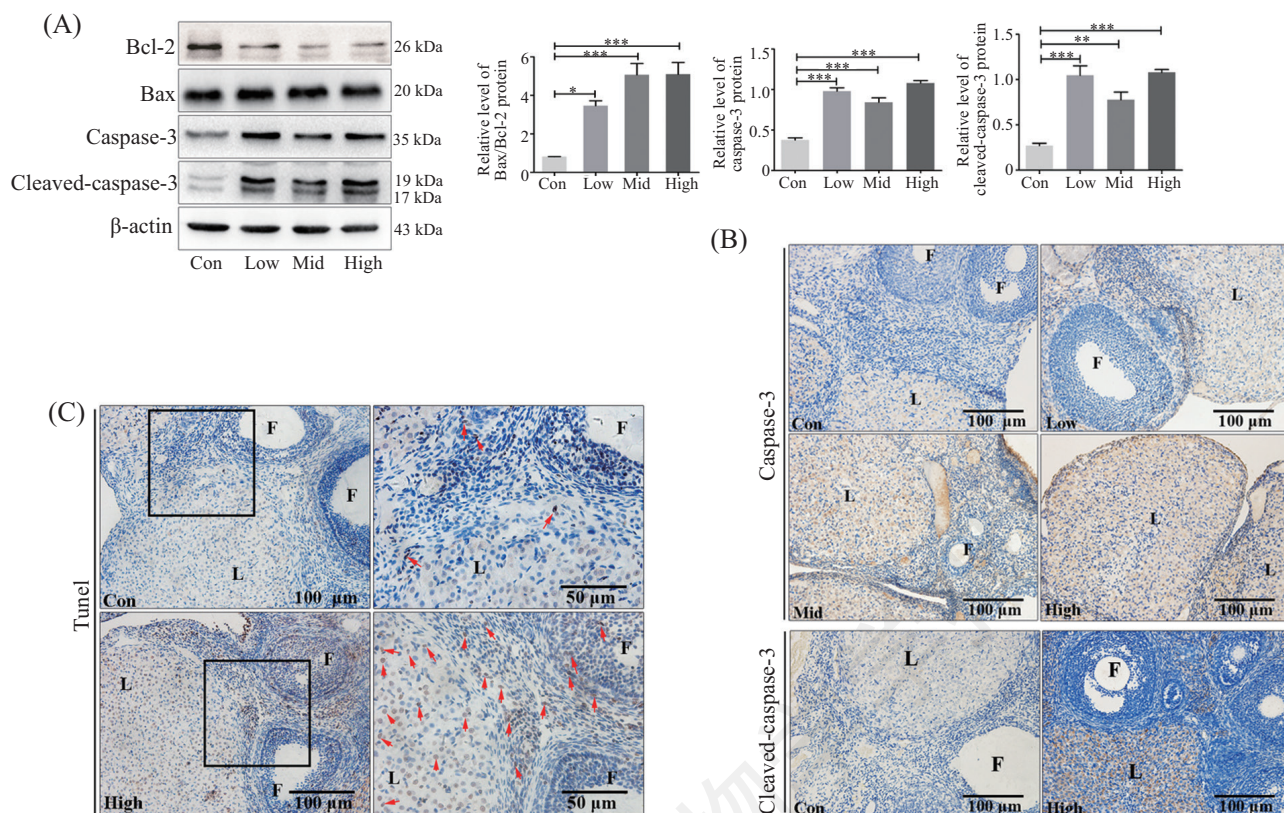 (A)
Bcl-2
26 kDa
Bax
20 kDa
Caspase-3
35 kDa
Cleaved-caspase-3
19 kDa
17 kDa
β-actin
43 kDa
Con Low Mid High
Relative level of
Bax/Bcl-2 protein
8
6
4
2
0
*
***
***
Con Low Mid High
Relative level of
caspase-3 protein
1.5
1.0
0.5
0.0
***
***
***
Con Low Mid High
Relative level of
cleaved-caspase-3 protein
1.5
1.0
0.5
0.0
***
**
***
Con Low Mid High
(B)
Caspase-3
F
F
L
Con
100 µm
L
F
Low
100 µm
L
F
Mid
100 µm
L
L
High
100 µm
Cleaved-caspase-3
L
F
Con
100 µm
F
L
High
100 µm
(C)
Tunel
F
F
L
Con
100 µm
F
L
50 µm
L
F
F
High
100 µm
F
L
F
50 µm